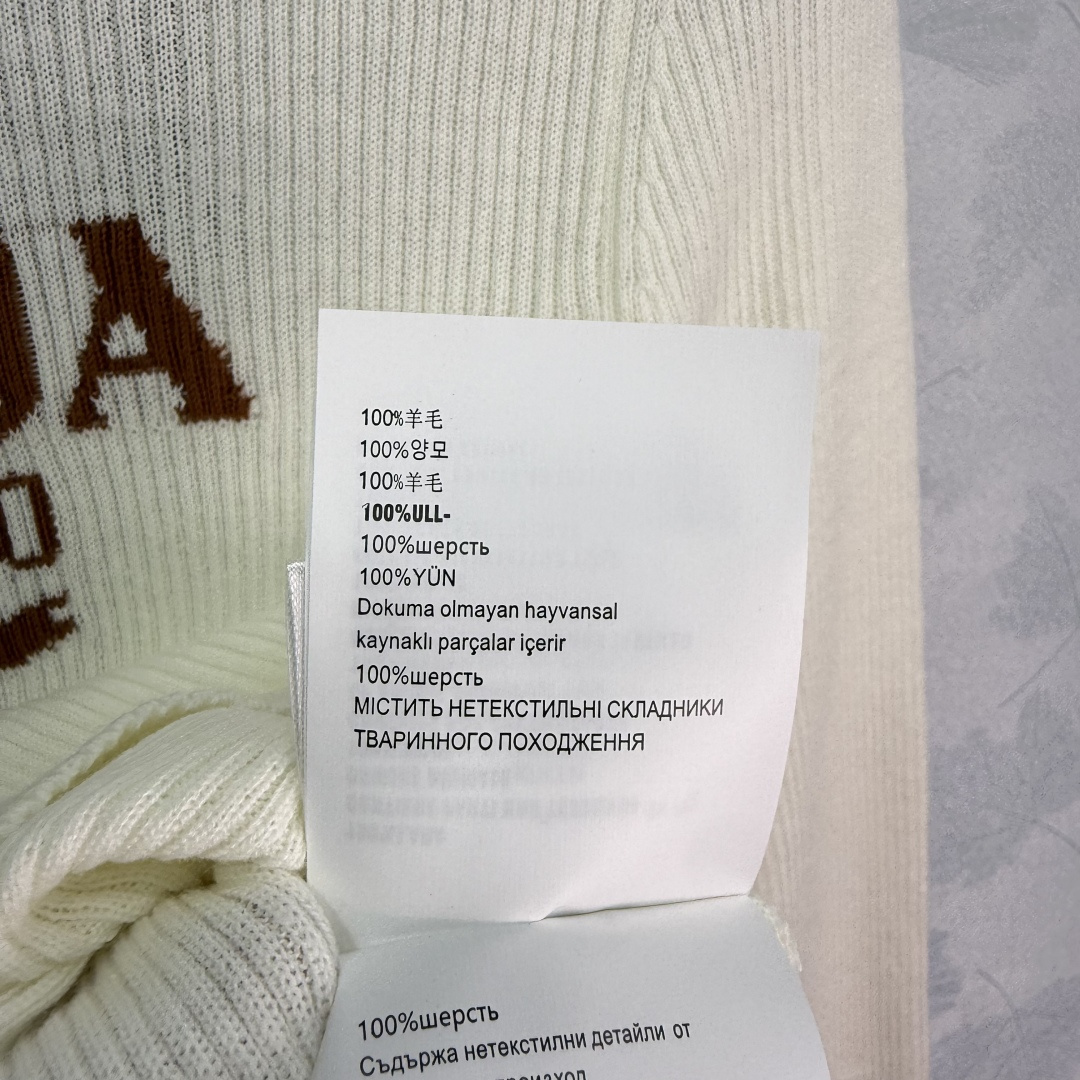 DA
100%羊毛
100%양모
100%羊毛
100%ULL-
100%шерсть
100%YÜN
Dokuma olmayan hayvansal
kaynaklı parçalar içerir
100%шерсть
МІСТИТЬ НЕТЕКСТИЛЬНІ СКЛАДНИКИ
ТВАРИННОГО ПОХОДЖЕННЯ
100%шерсть
Съдържа нетекстилни детайли от